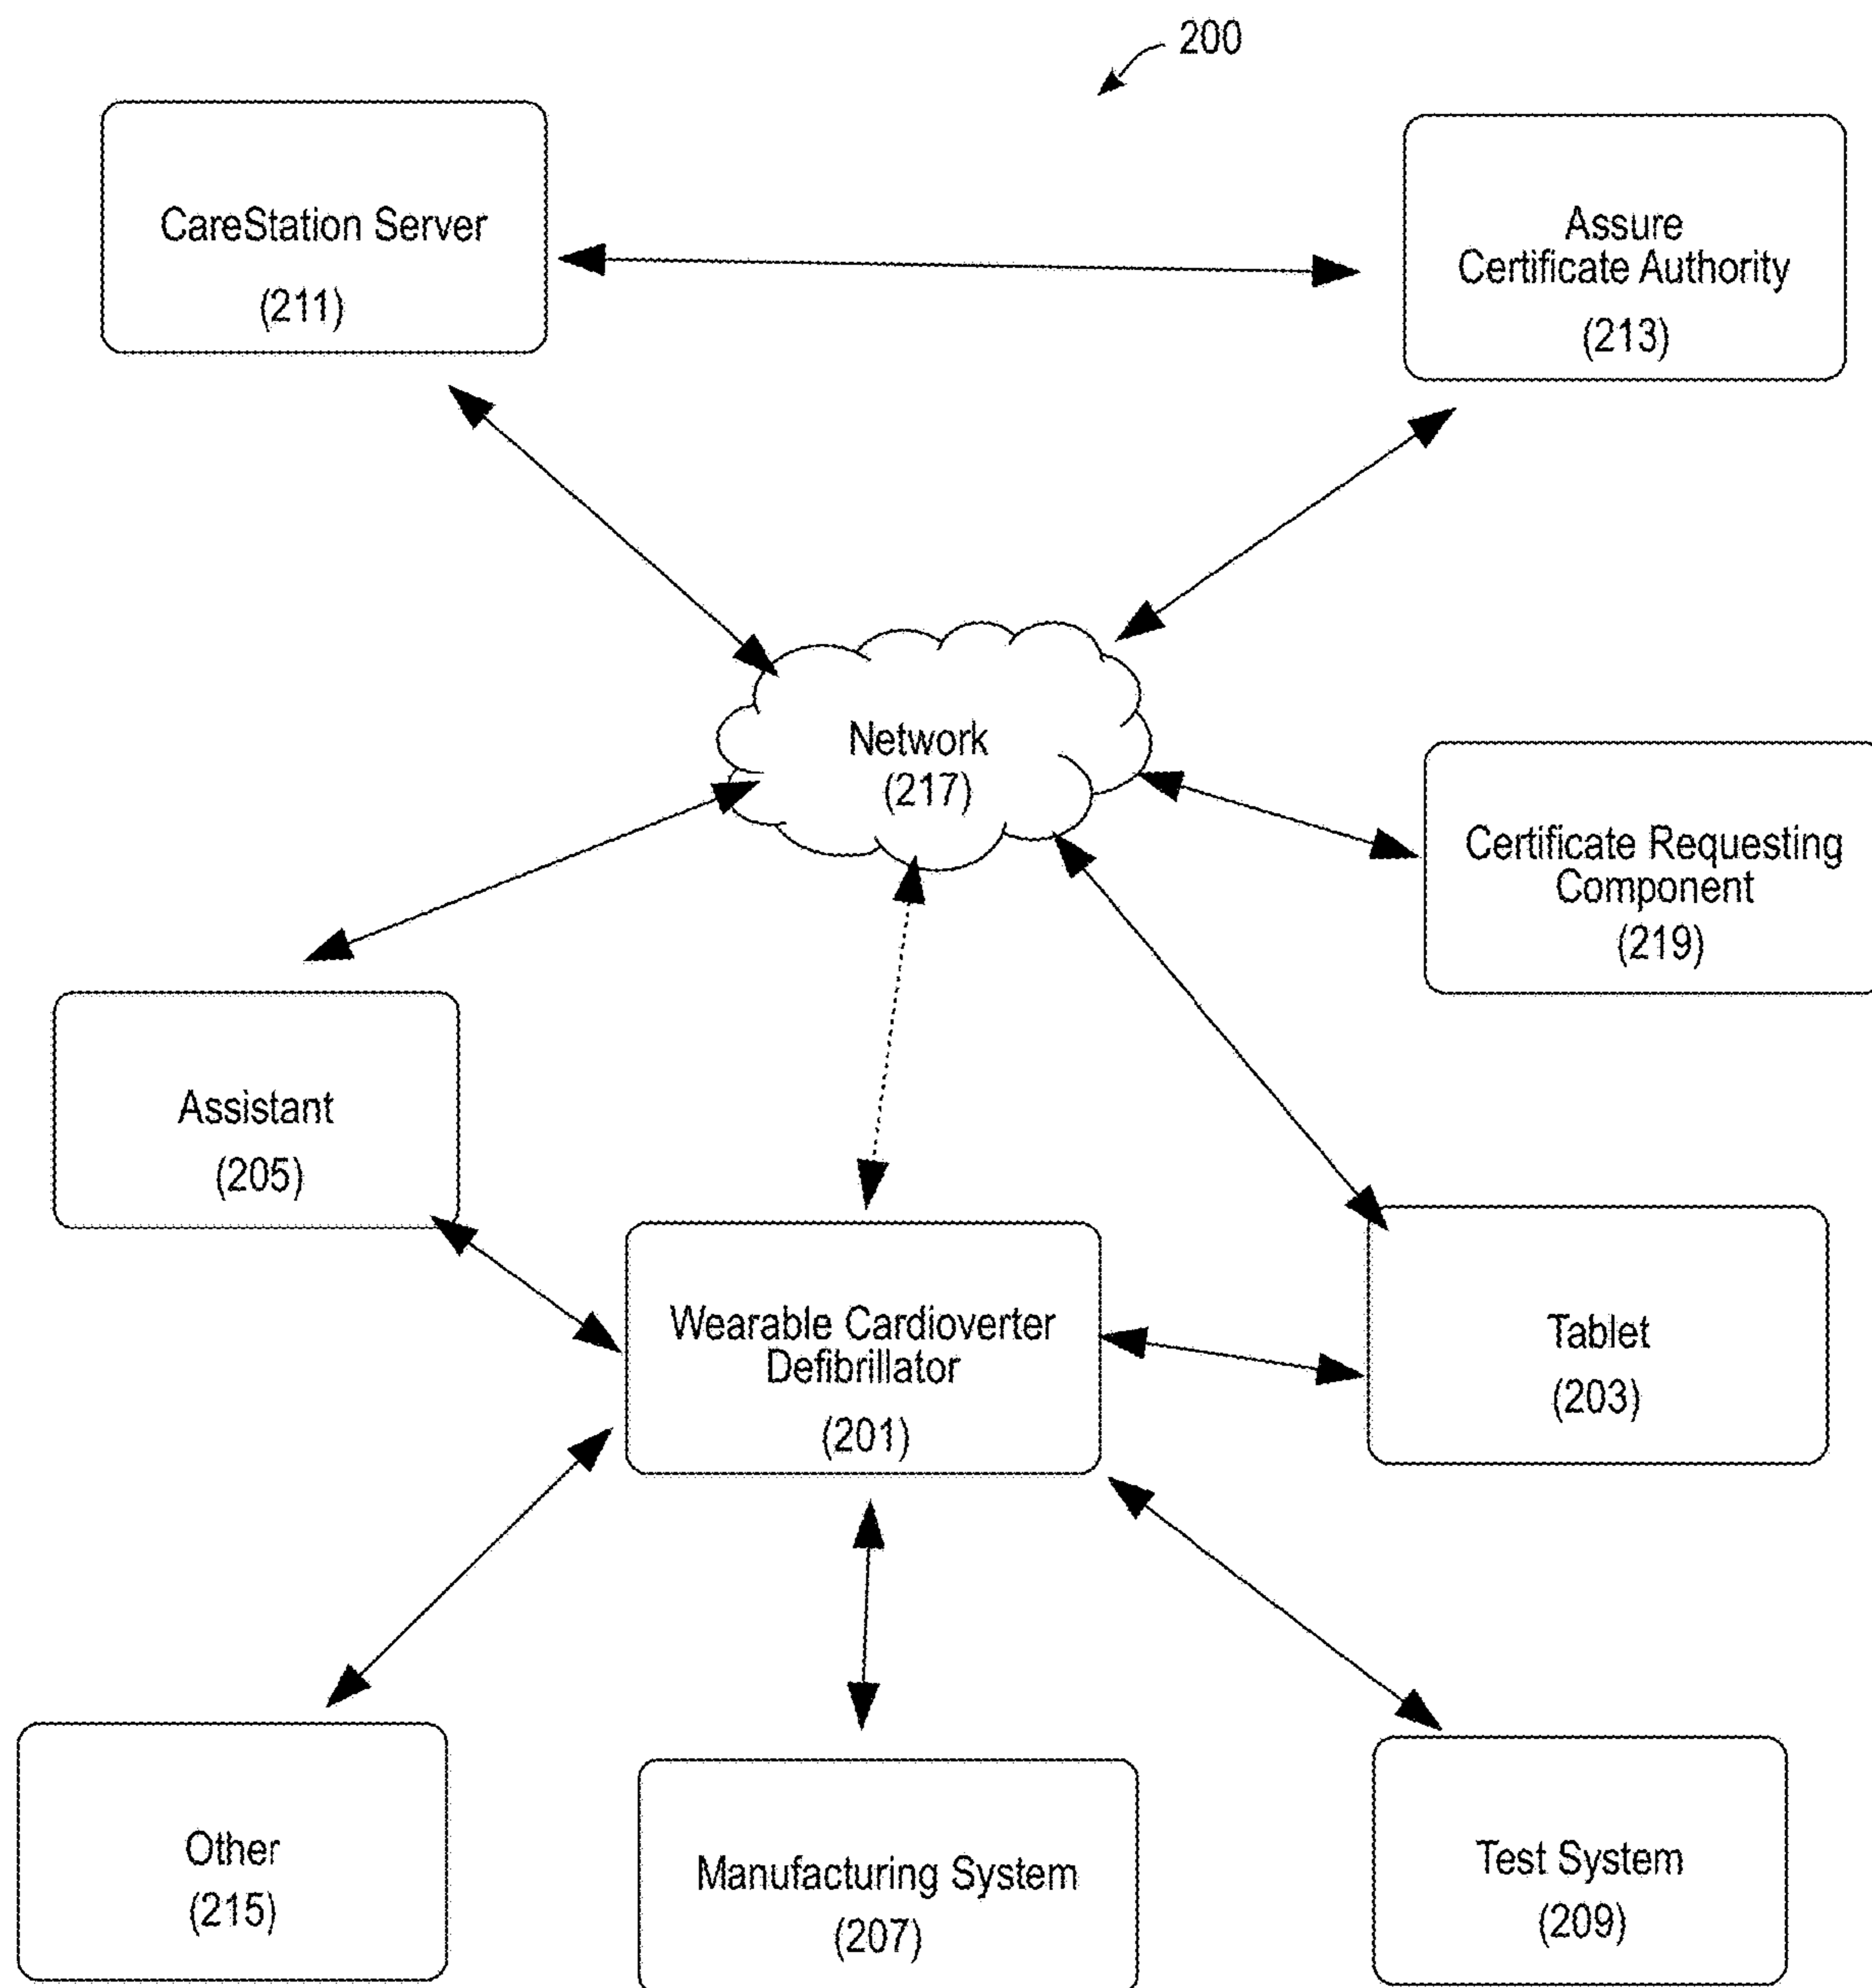 200
CareStation Server
(211)
Assure
Certificate Authority
(213)
Network
(217)
Certificate Requesting
Component
(219)
Assistant
(205)
Wearable Cardioverter
Defibrillator
(201)
Tablet
(203)
Other
(215)
Manufacturing System
(207)
Test System
(209)